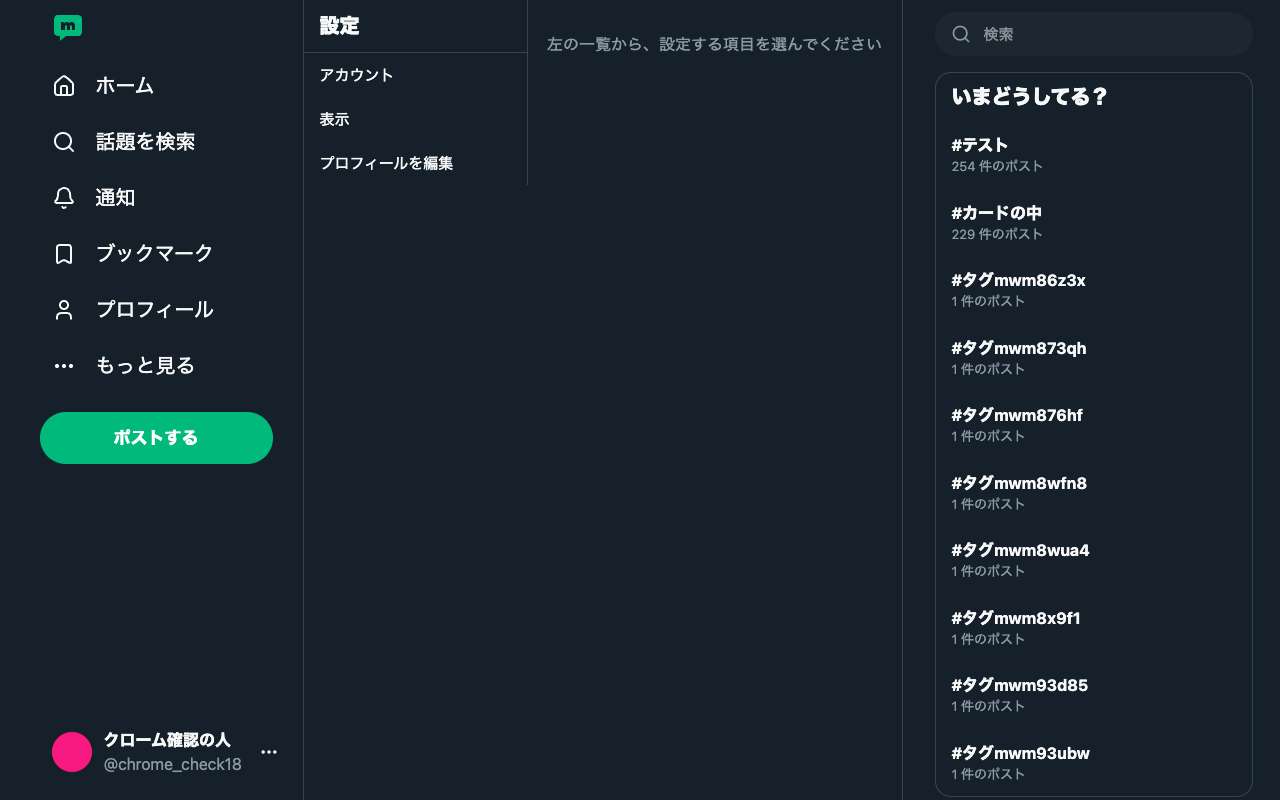 m
ホーム
話題を検索
通知
ブックマーク
プロフィール
もっと見る
ポストする
クローム確認の人
@chrome_check18
設定
アカウント
表示
プロフィールを編集
左の一覧から、設定する項目を選んでください
検索
いまどうしてる？
#テスト
254 件のポスト
#カードの中
229 件のポスト
#タグmwm86z3x
1 件のポスト
#タグmwm873qh
1 件のポスト
#タグmwm876hf
1 件のポスト
#タグmwm8wfn8
1 件のポスト
#タグmwm8wua4
1 件のポスト
#タグmwm8x9f1
1 件のポスト
#タグmwm93d85
1 件のポスト
#タグmwm93ubw
1 件のポスト